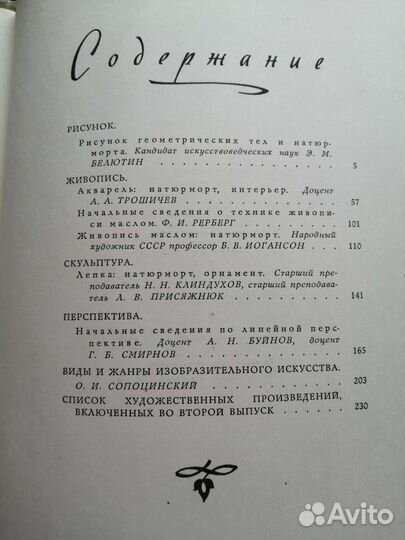 Содержание
РИСУНОК.
Рисунок геометрических тел и натюр-
морта. Кандидат искусствоведческих наук Э. М.
БЕЛЮТИН . . . . . . . . . . . . . . . 5
ЖИВОПИСЬ.
Акварель: натюрморт, интерьер. Доцент
А. А. ТРОШИЧЕВ . . . . . . . . . . . . 57
Начальные сведения о технике живопи-
си маслом. Ф. И. РЕРБЕРГ . . . . . . . . 101
Живопись маслом: натюрморт. Народный
художник СССР профессор Б. В. ИОГАНСОН . . . 110
СКУЛЬПТУРА.
Лепка: натюрморт, орнамент. Старший пре-
подаватель Н. Н. КЛИНДУХОВ, старший преподава-
тель Л. В. ПРИСЯЖНЮК . . . . . . . . . 141
ПЕРСПЕКТИВА.
Начальные сведения по линейной перс-
пективе. Доцент А. Н. БУЙНОВ, доцент
Г. Б. СМИРНОВ . . . . . . . . . . . . 165
ВИДЫ И ЖАНРЫ ИЗОБРАЗИТЕЛЬНОГО ИСКУССТВА.
О. И. СОПОЦИНСКИЙ . . . . . . . . . . . 203
СПИСОК ХУДОЖЕСТВЕННЫХ ПРОИЗВЕДЕНИЙ,
ВКЛЮЧЕННЫХ ВО ВТОРОЙ ВЫПУСК . . . . . . 230
Avito